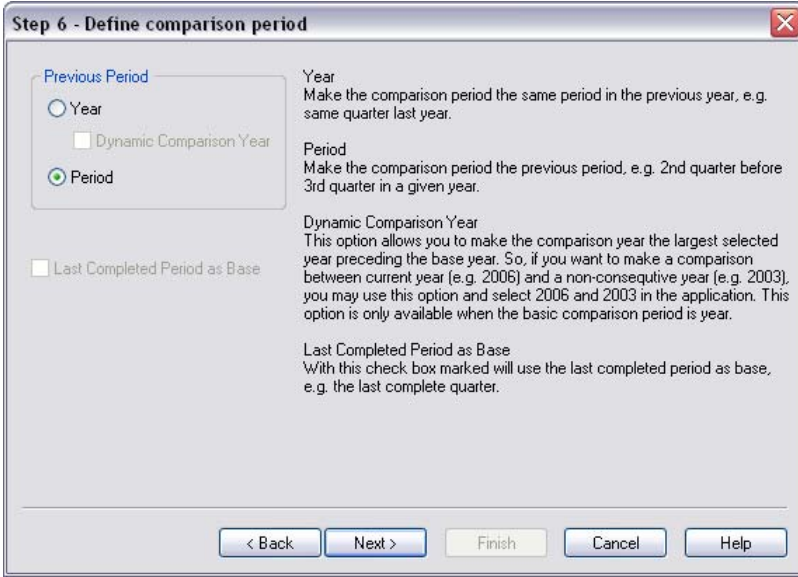 Step 6 - Define comparison period
Previous Period
Year
Dynamic Comparison Year
Period
Last Completed Period as Base
Year
Make the comparison period the same period in the previous year, e.g.
same quarter last year.
Period
Make the comparison period the previous period, e.g. 2nd quarter before
3rd quarter in a given year.
Dynamic Comparison Year
This option allows you to make the comparison year the largest selected
year preceding the base year. So, if you want to make a comparison
between current year (e.g. 2006) and a non-consequtive year (e.g. 2003),
you may use this option and select 2006 and 2003 in the application. This
option is only available when the basic comparison period is year.
Last Completed Period as Base
With this check box marked will use the last completed period as base,
e.g. the last complete quarter.
< Back
Next >
Finish
Cancel
Help